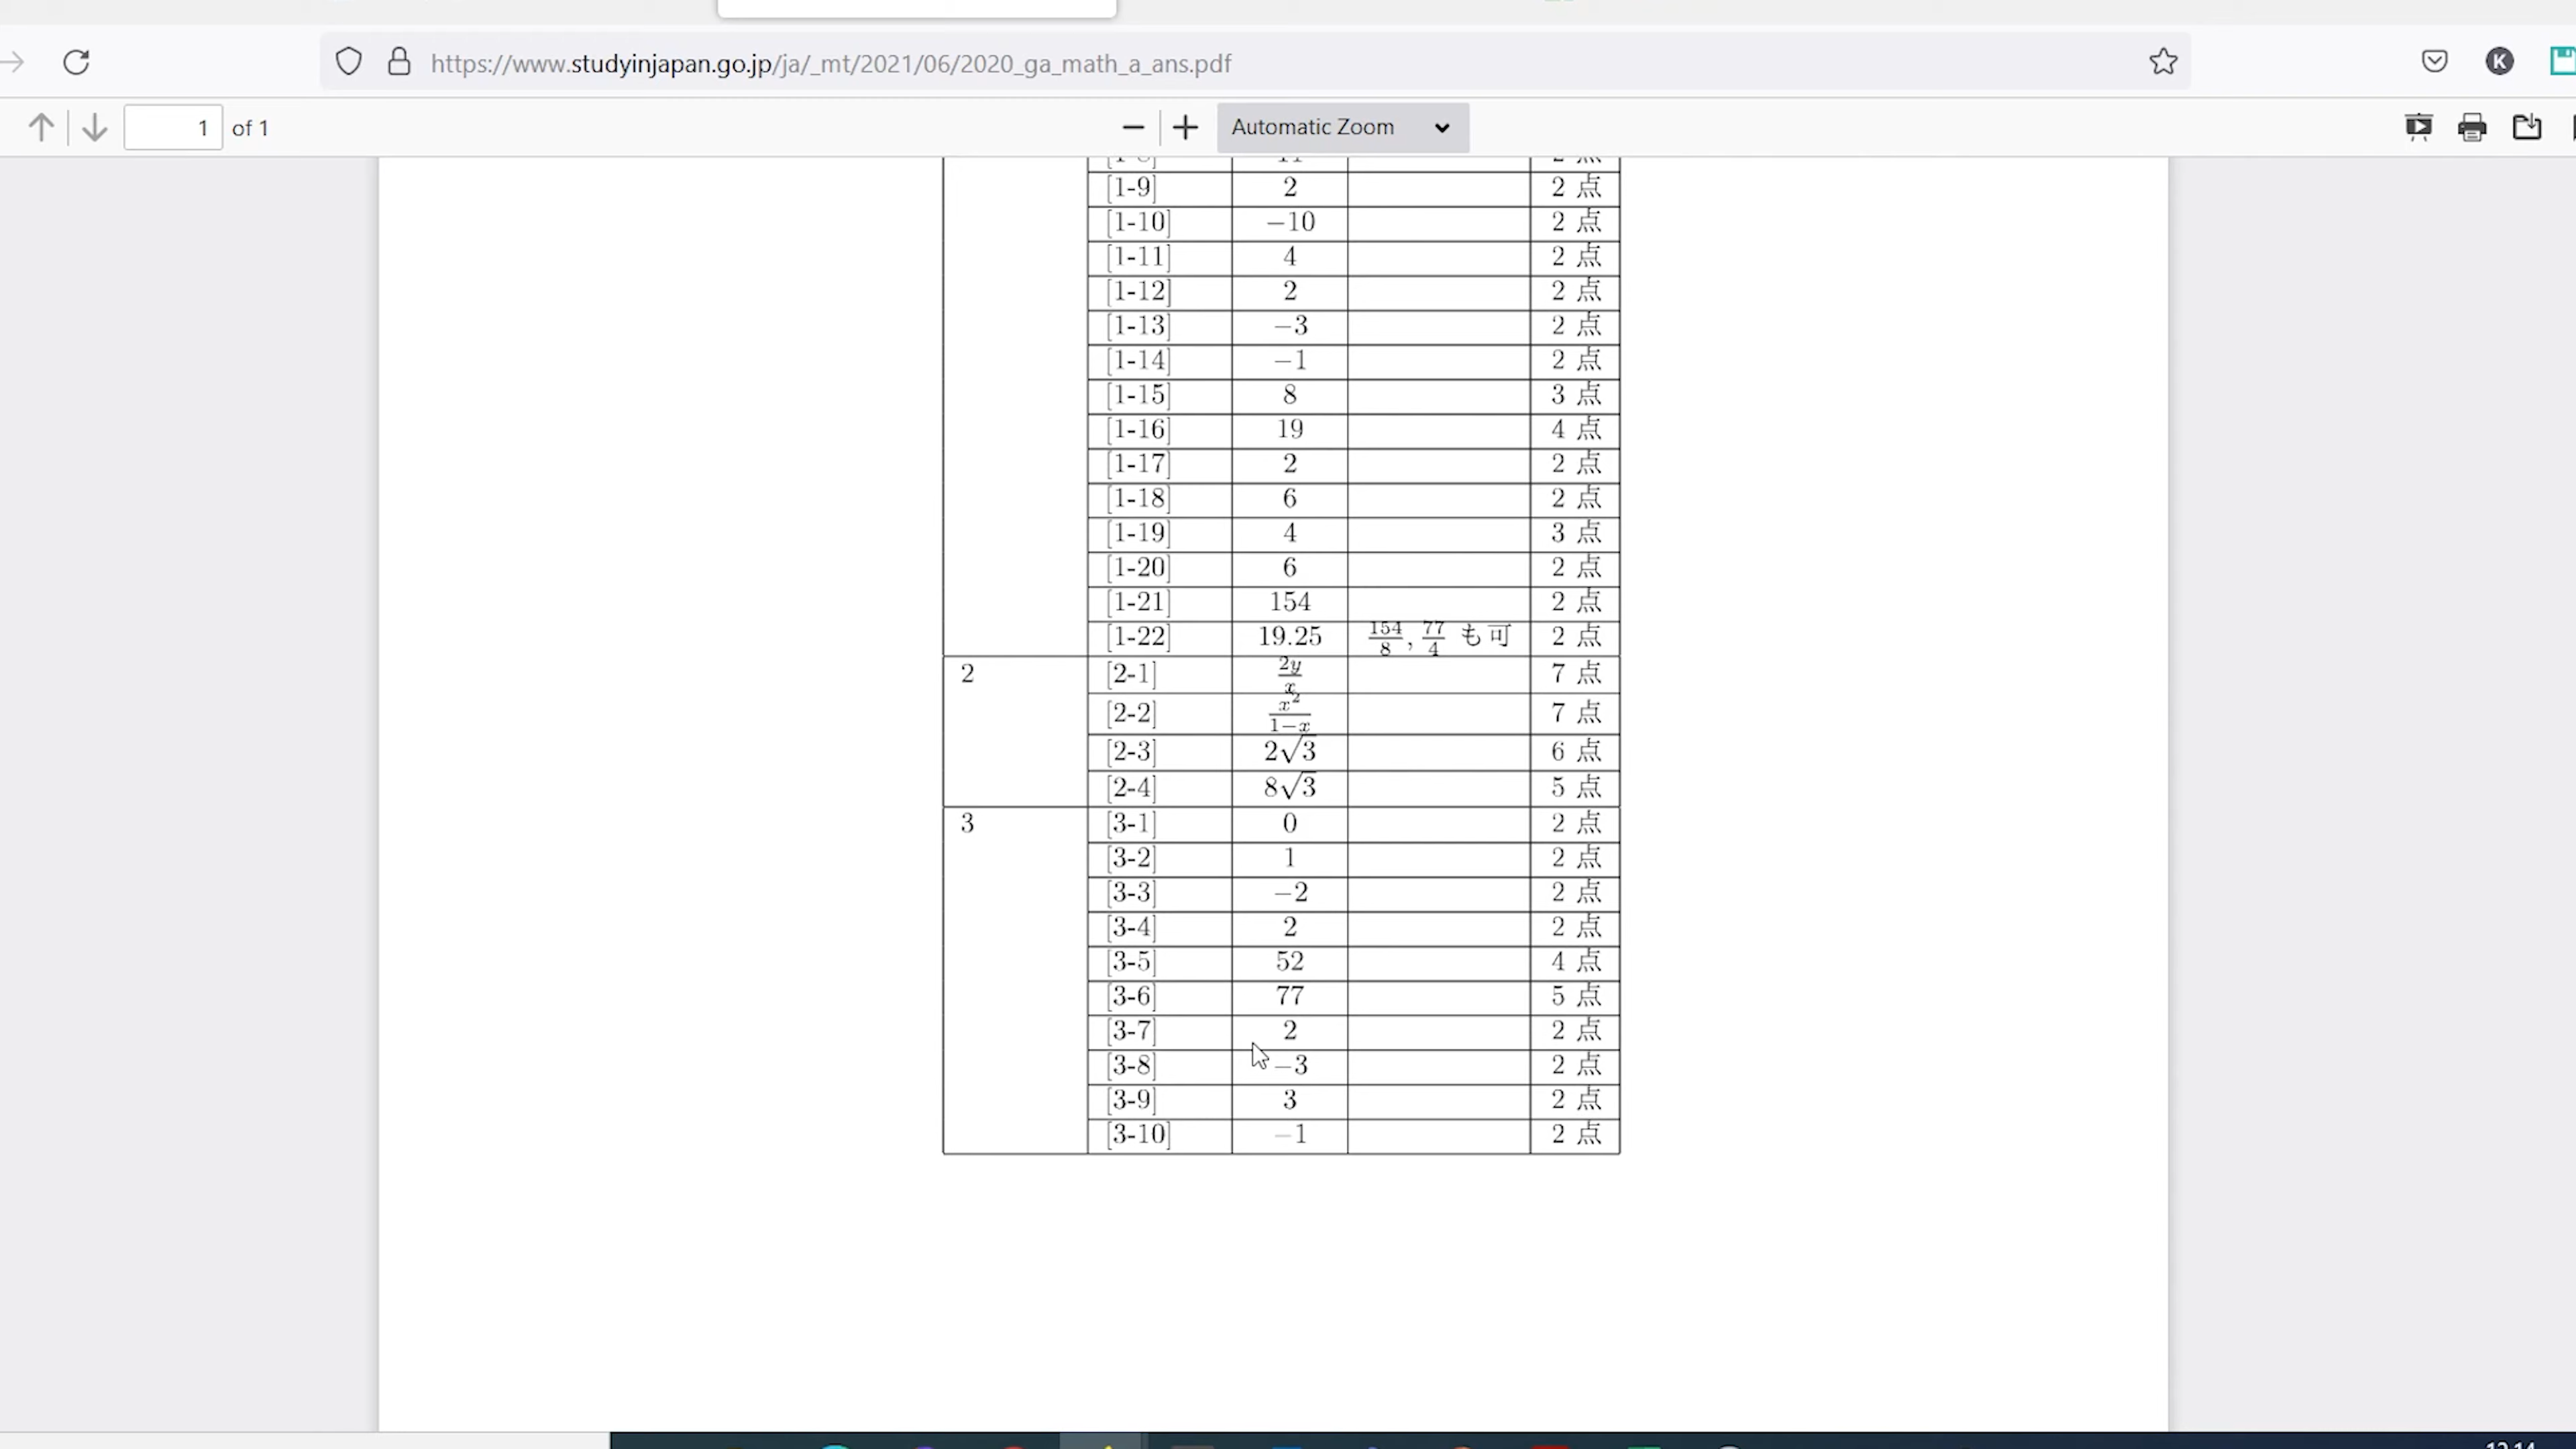 https://www.studyinjapan.go.jp/ja/_mt/2021/06/2020_ga_math_a_ans.pdf
K
1 of 1
Automatic Zoom
[1-9] 2 2 点
[1-10] −10 2 点
[1-11] 4 2 点
[1-12] 2 2 点
[1-13] −3 2 点
[1-14] −1 2 点
[1-15] 8 3 点
[1-16] 19 4 点
[1-17] 2 2 点
[1-18] 6 2 点
[1-19] 4 3 点
[1-20] 6 2 点
[1-21] 154 2 点
[1-22] 19.25 154/8, 77/4 も可 2 点
2 [2-1] 2y/x 7 点
[2-2] x²/1−x 7 点
[2-3] 2√3 6 点
[2-4] 8√3 5 点
3 [3-1] 0 2 点
[3-2] 1 2 点
[3-3] −2 2 点
[3-4] 2 2 点
[3-5] 52 4 点
[3-6] 77 5 点
[3-7] 2 2 点
[3-8] −3 2 点
[3-9] 3 2 点
[3-10] −1 2 点